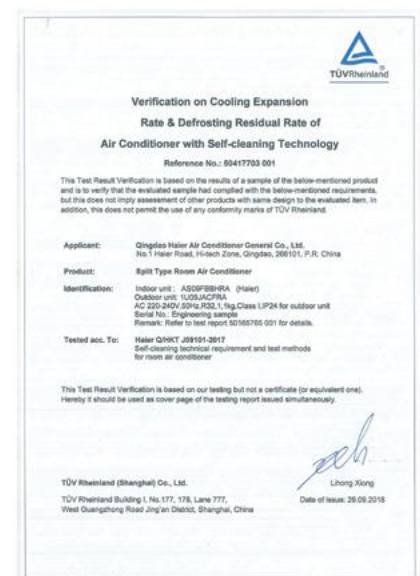 TÜVRheinland
®
Verification on Cooling Expansion
Rate & Defrosting Residual Rate of
Air Conditioner with Self-cleaning Technology
Reference No.: 50417703 001
This Test Result Verification is based on the results of a sample of the below-mentioned product
and is to verify that the evaluated sample had complied with the below-mentioned requirements,
but this does not imply assessment of other products with same design to the evaluated item. In
addition, this does not permit the use of any conformity marks of TÜV Rheinland.
Applicant: Qingdao Haier Air Conditioner General Co., Ltd.
No.1 Haier Road, Hi-tech Zone, Qingdao, 266101, P.R. China
Product: Split Type Room Air Conditioner
Identification: Indoor unit : AS09FBBHRA (Haier)
Outdoor unit: 1U09JACFRA
AC 220-240V,50Hz,R32,1.1kg,Class I,IP24 for outdoor unit
Serial No.: Engineering sample
Remark: Refer to test report 50165765 001 for details.
Tested acc. To: Haier Q/HKT J09101-2017
Self-cleaning technical requirement and test methods
for room air conditioner
This Test Result Verification is based on our testing but not a certificate (or equivalent one).
Hereby it should be used as cover page of the testing report issued simultaneously.
TÜV Rheinland (Shanghai) Co., Ltd.
Lihong Xiong
TÜV Rheinland Building I, No.177, 178, Lane 777,
West Guangzhong Road Jing'an District, Shanghai, China
Date of issue: 29.09.2018